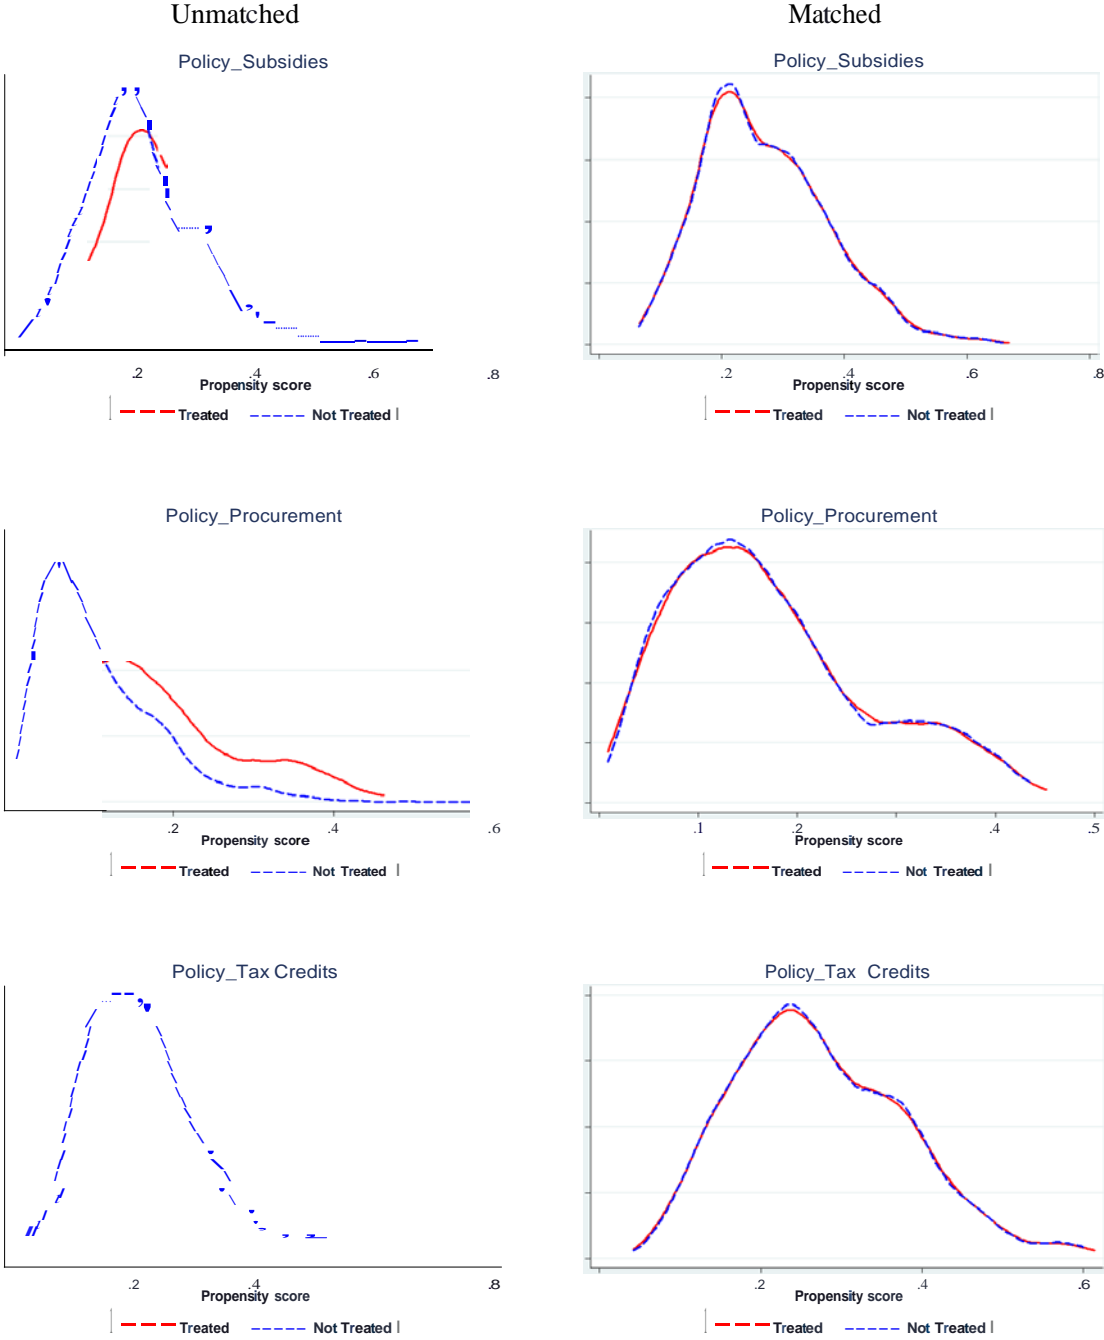 Unmatched Matched
Policy_Subsidies Policy_Subsidies
.2 .4 .6 .8 .2 .4 .6 .8
Propensity score Propensity score
Treated Not Treated Treated Not Treated
Policy_Procurement Policy_Procurement
.2 .4 .6 .1 .2 .4 .5
Propensity score Propensity score
Treated Not Treated Treated Not Treated
Policy_Tax Credits Policy_Tax Credits
.2 .4 .8 .2 .4 .6
Propensity score Propensity score
Treated Not Treated Treated Not Treated